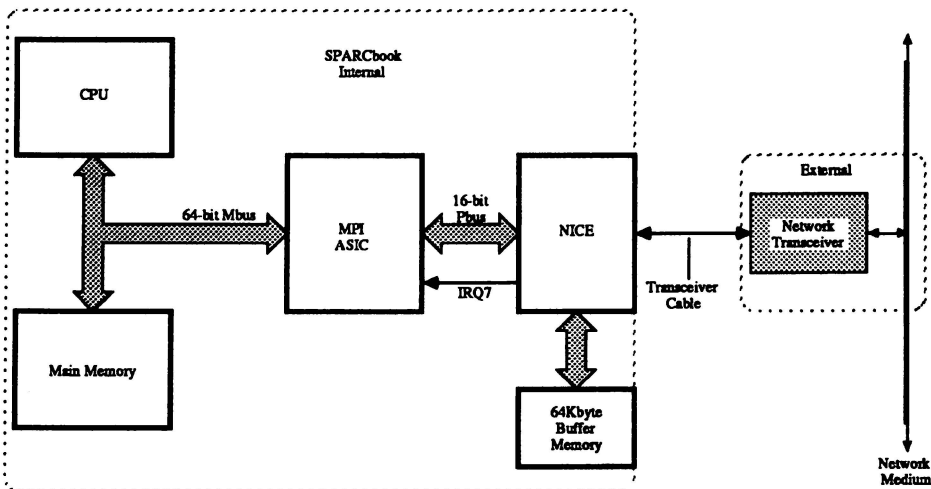 SPARCbook
Internal
CPU
64-bit Mbus
MPI
ASIC
16-bit
Pbus
NICE
IRQ7
Main Memory
64Kbyte
Buffer
Memory
Transceiver
Cable
External
Network
Transceiver
Network
Medium